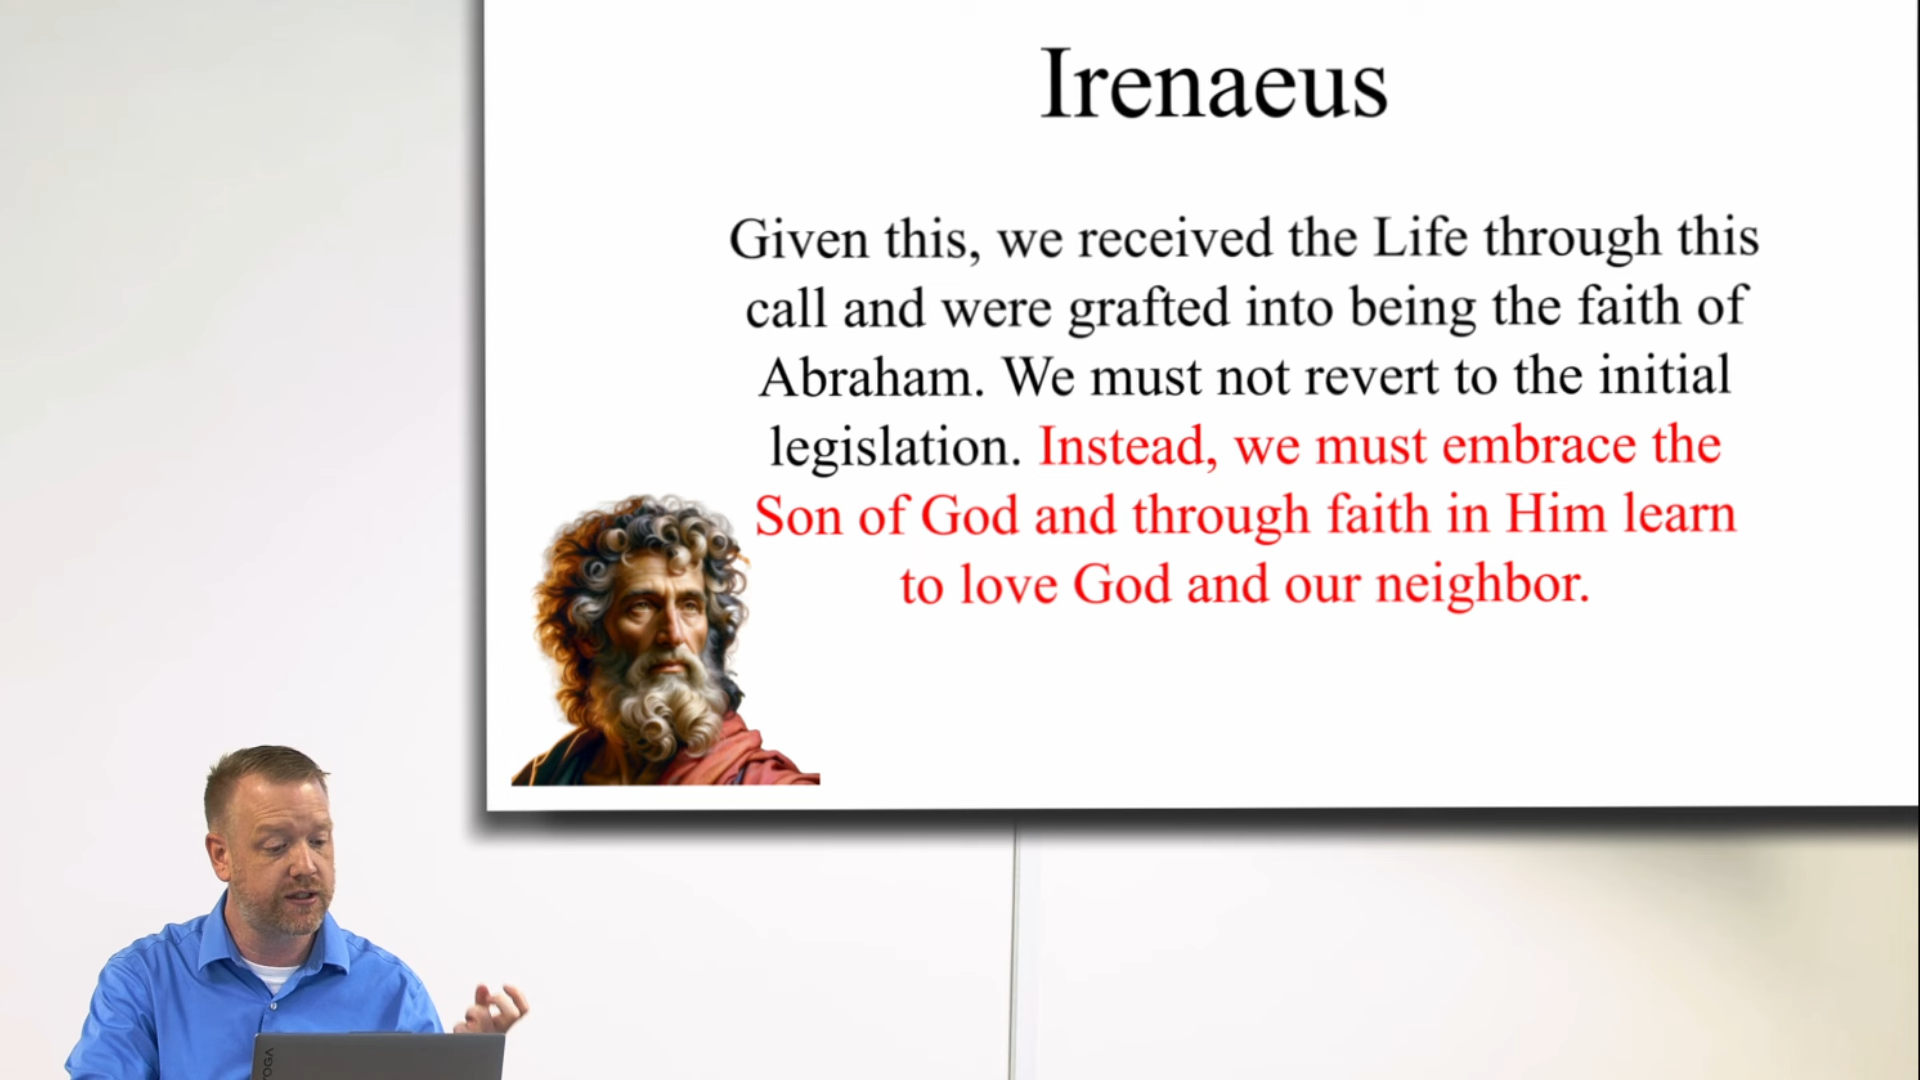 Irenaeus
Given this, we received the Life through this
call and were grafted into being the faith of
Abraham. We must not revert to the initial
legislation. Instead, we must embrace the
Son of God and through faith in Him learn
to love God and our neighbor.
YOGA